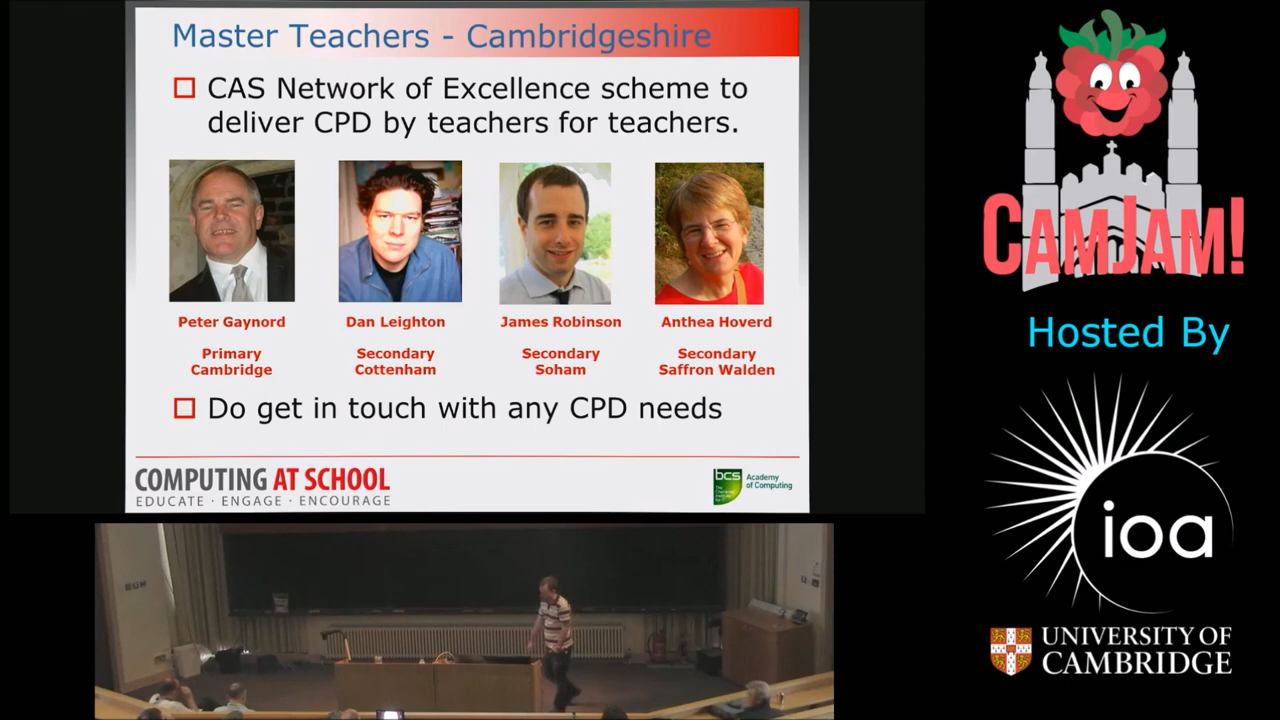 Master Teachers - Cambridgeshire
CAS Network of Excellence scheme to
deliver CPD by teachers for teachers.
Peter Gaynord
Primary
Cambridge
Dan Leighton
Secondary
Cottenham
James Robinson
Secondary
Soham
Anthea Hoverd
Secondary
Saffron Walden
Do get in touch with any CPD needs
COMPUTING AT SCHOOL
EDUCATE · ENGAGE · ENCOURAGE
bcs
Academy
of Computing
CAMJAM!
Hosted By
ioa
UNIVERSITY OF
CAMBRIDGE